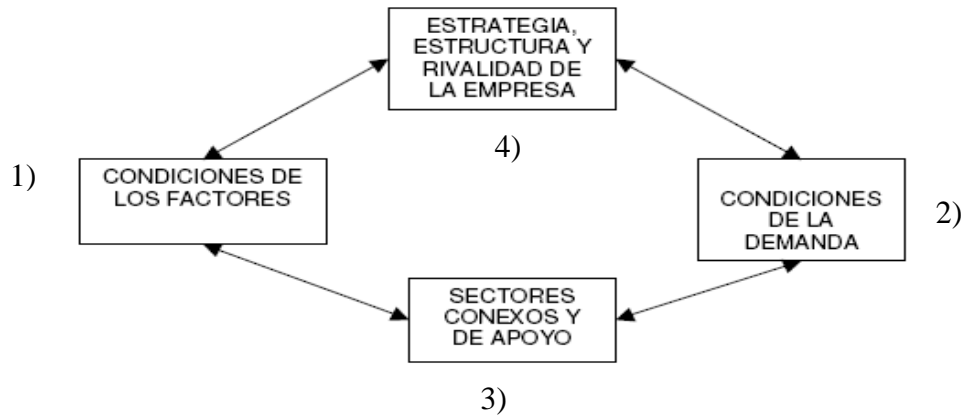 ESTRATEGIA,
ESTRUCTURA Y
RIVALIDAD DE
LA EMPRESA
4)
1)
CONDICIONES DE
LOS FACTORES
CONDICIONES
DE LA
DEMANDA
2)
SECTORES
CONEXOS Y
DE APOYO
3)